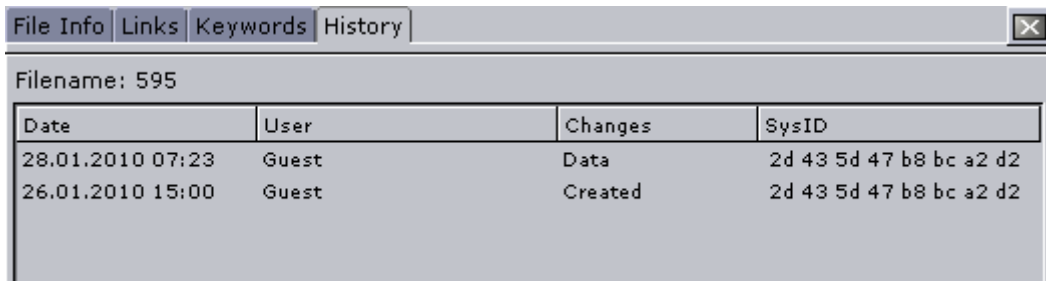 File Info Links Keywords History
Filename: 595
Date User Changes SysID
28.01.2010 07:23 Guest Data 2d 43 5d 47 b8 bc a2 d2
26.01.2010 15:00 Guest Created 2d 43 5d 47 b8 bc a2 d2